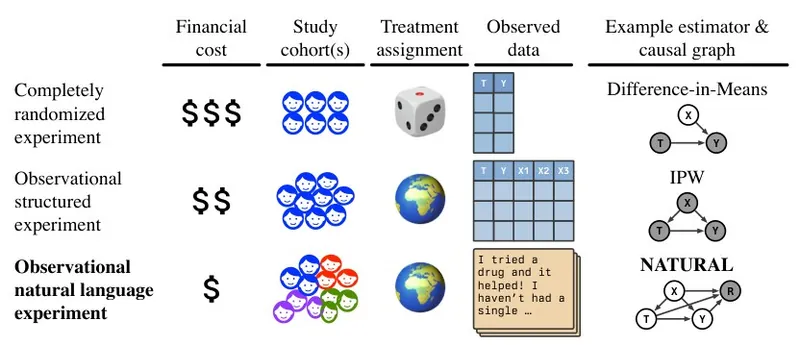 Financial cost
Study cohort(s)
Treatment assignment
Observed data
Example estimator & causal graph
Completely randomized experiment
$$$
T Y
Difference-in-Means
X
T Y
Observational structured experiment
$$
T Y X1 X2 X3
IPW
X
T Y
Observational natural language experiment
$
I tried a
drug and it
helped! I
haven't had a
single …
NATURAL
X R
T Y